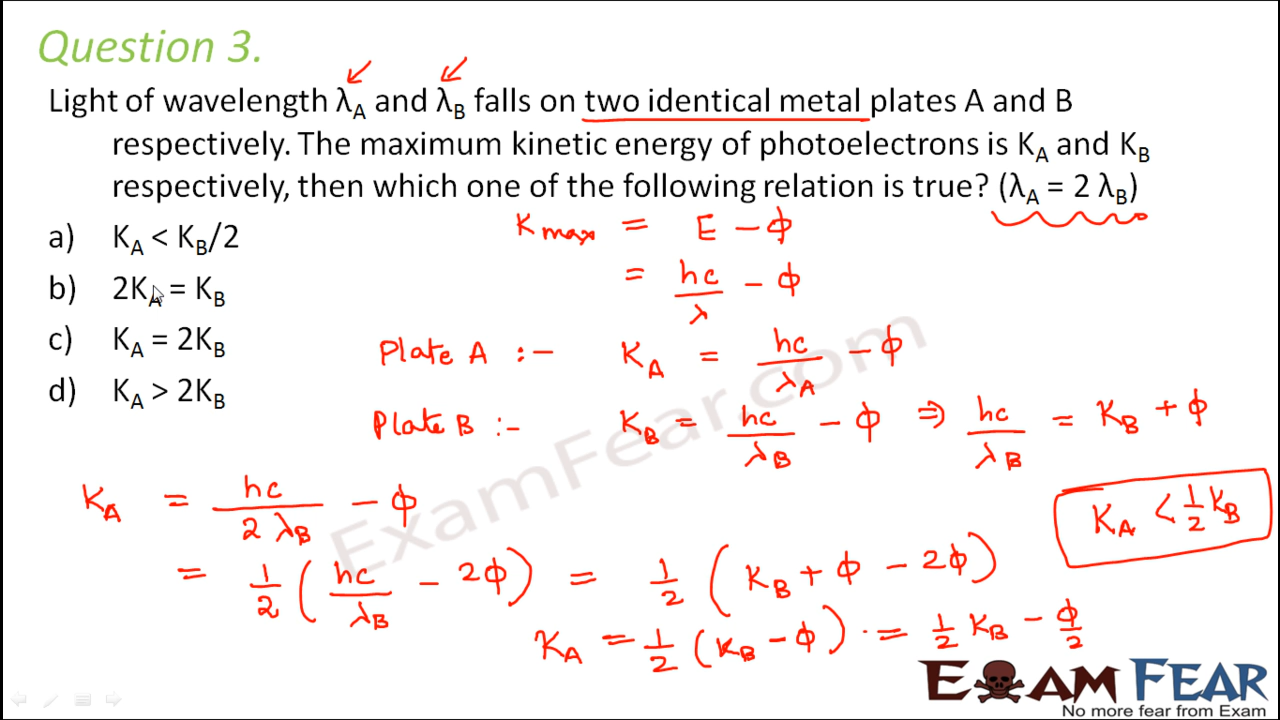 Question 3.
Light of wavelength λA and λB falls on two identical metal plates A and B
respectively. The maximum kinetic energy of photoelectrons is KA and KB
respectively, then which one of the following relation is true? (λA = 2 λB)
a) KA < KB/2
b) 2KA = KB
c) KA = 2KB
d) KA > 2KB
Kmax = E - ϕ
= hc/λ - ϕ
Plate A :- KA = hc/λA - ϕ
Plate B :- KB = hc/λB - ϕ ⇒ hc/λB = KB + ϕ
KA = hc/2 λB - ϕ
KA < 1/2 KB
= 1/2 (hc/λB - 2ϕ) = 1/2 (KB + ϕ - 2ϕ)
KA = 1/2 (KB - ϕ) = 1/2 KB - ϕ/2
ExamFear.com
EXAM FEAR
No more fear from Exam